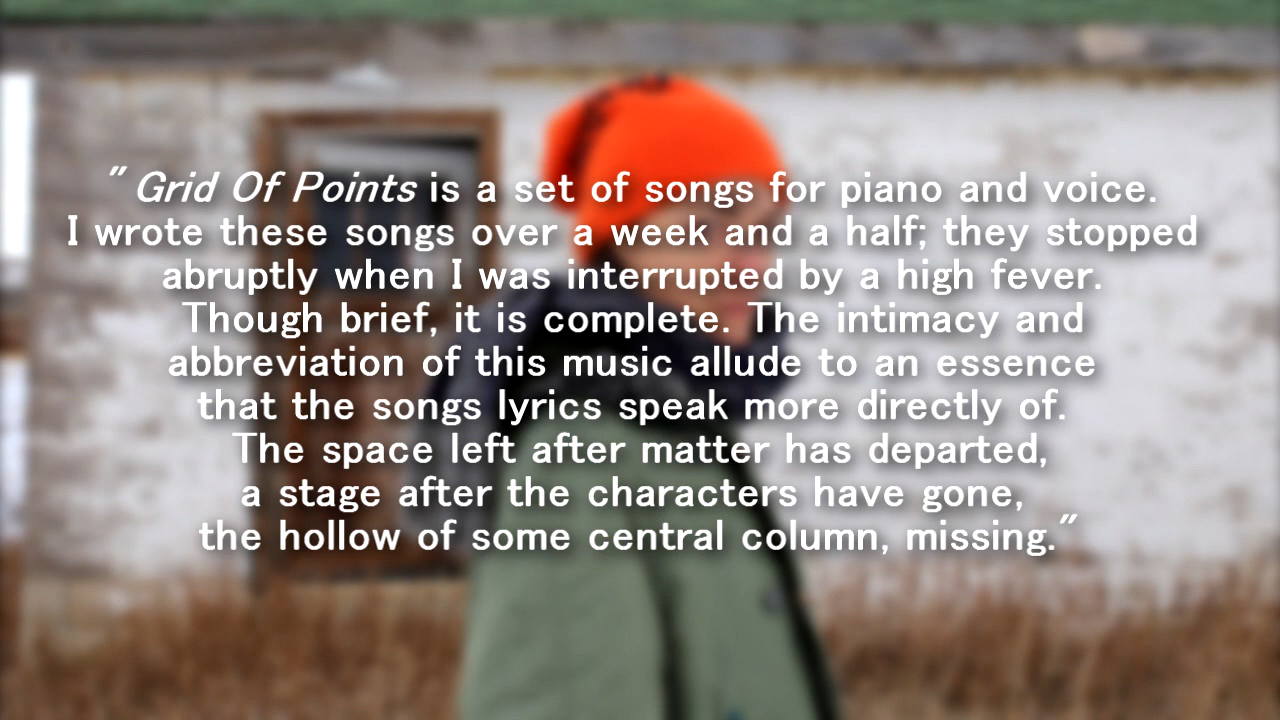 "Grid Of Points is a set of songs for piano and voice.
I wrote these songs over a week and a half; they stopped
abruptly when I was interrupted by a high fever.
Though brief, it is complete. The intimacy and
abbreviation of this music allude to an essence
that the songs lyrics speak more directly of.
The space left after matter has departed,
a stage after the characters have gone,
the hollow of some central column, missing."